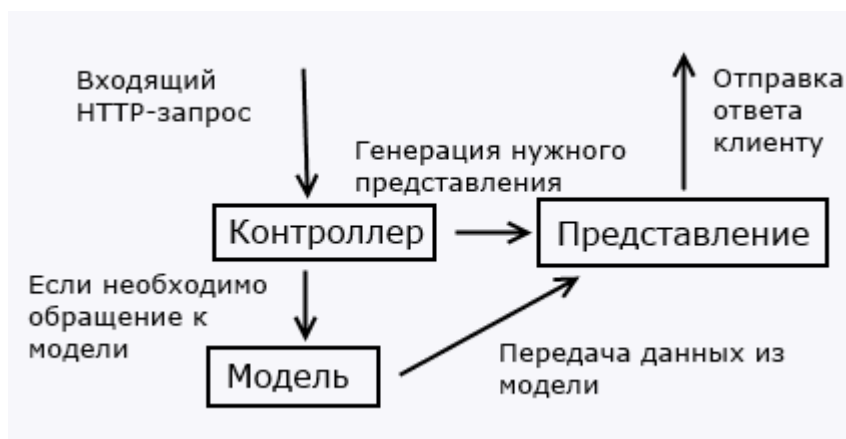 Входящий
HTTP-запрос
Отправка
ответа
клиенту
Генерация нужного
представления
Контроллер
Представление
Если необходимо
обращение к
модели
Модель
Передача данных из
модели